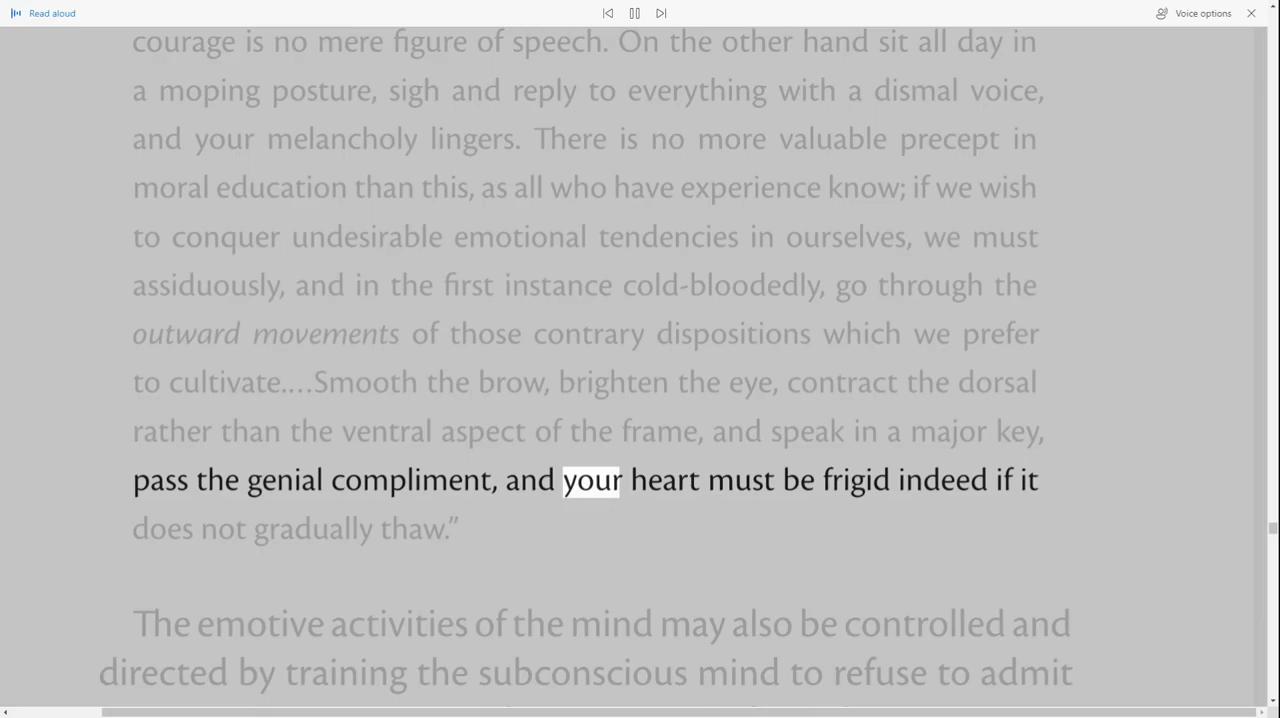 Read aloud
Voice options
courage is no mere figure of speech. On the other hand sit all day in
a moping posture, sigh and reply to everything with a dismal voice,
and your melancholy lingers. There is no more valuable precept in
moral education than this, as all who have experience know; if we wish
to conquer undesirable emotional tendencies in ourselves, we must
assiduously, and in the first instance cold-bloodedly, go through the
outward movements of those contrary dispositions which we prefer
to cultivate.…Smooth the brow, brighten the eye, contract the dorsal
rather than the ventral aspect of the frame, and speak in a major key,
pass the genial compliment, and your heart must be frigid indeed if it
does not gradually thaw.”
The emotive activities of the mind may also be controlled and
directed by training the subconscious mind to refuse to admit